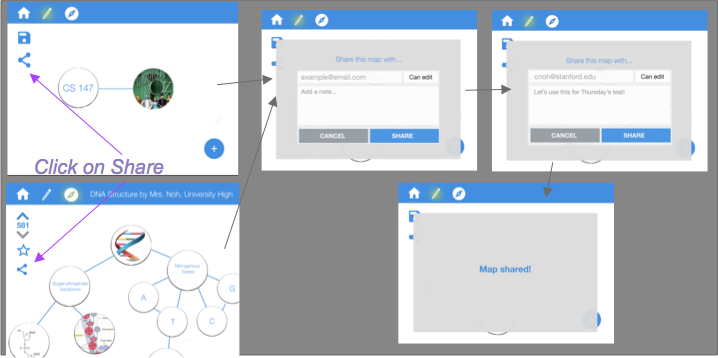 CS 147
+
Click on Share
Share this map with...
example@email.com
Can edit
Add a note...
CANCEL
SHARE
Share this map with...
cnoh@stanford.edu
Can edit
Let's use this for Thursday's test!
CANCEL
SHARE
DNA Structure by Mrs. Noh, University High
581
Sugar phosphate backbone
Nitrogenous bases
A
T
C
G
Map shared!